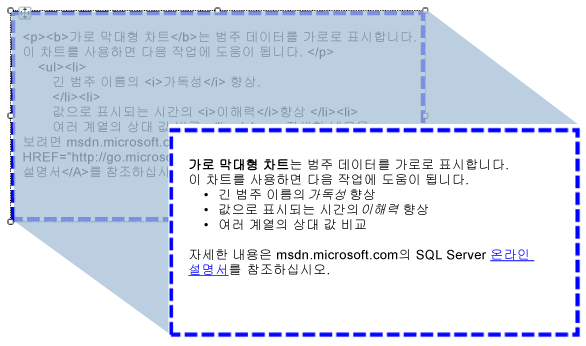 <p><b>가로 막대형 차트</b>는 범주 데이터를 가로로 표시합니다.
이 차트를 사용하면 다음 작업에 도움이 됩니다. </p>
<ul><li>
긴 범주 이름의 <i>가독성</i> 향상.
</li><li>
값으로 표시되는 시간의 <i>이해력</i>향상 </li><li>
여러 계열의 상대 값
보려면 msdn.microsoft.c
HREF="http://go.micros
설명서</A>를 참조하십시
가로 막대형 차트는 범주 데이터를 가로로 표시합니다.
이 차트를 사용하면 다음 작업에 도움이 됩니다.
• 긴 범주 이름의 가독성 향상
• 값으로 표시되는 시간의이해력 향상
• 여러 계열의 상대 값 비교
자세한 내용은 msdn.microsoft.com의 SQL Server 온라인
설명서를 참조하십시오.